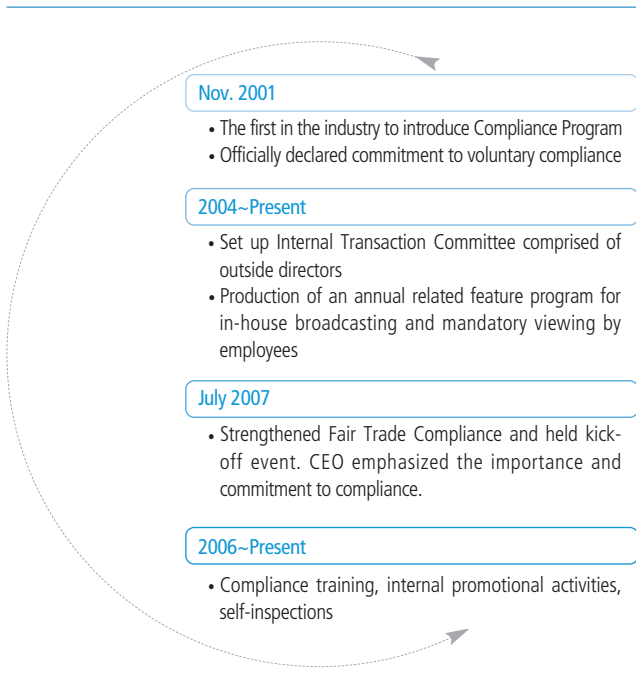 Nov. 2001
• The first in the industry to introduce Compliance Program
• Officially declared commitment to voluntary compliance
2004~Present
• Set up Internal Transaction Committee comprised of
outside directors
• Production of an annual related feature program for
in-house broadcasting and mandatory viewing by
employees
July 2007
• Strengthened Fair Trade Compliance and held kick-
off event. CEO emphasized the importance and
commitment to compliance.
2006~Present
• Compliance training, internal promotional activities,
self-inspections